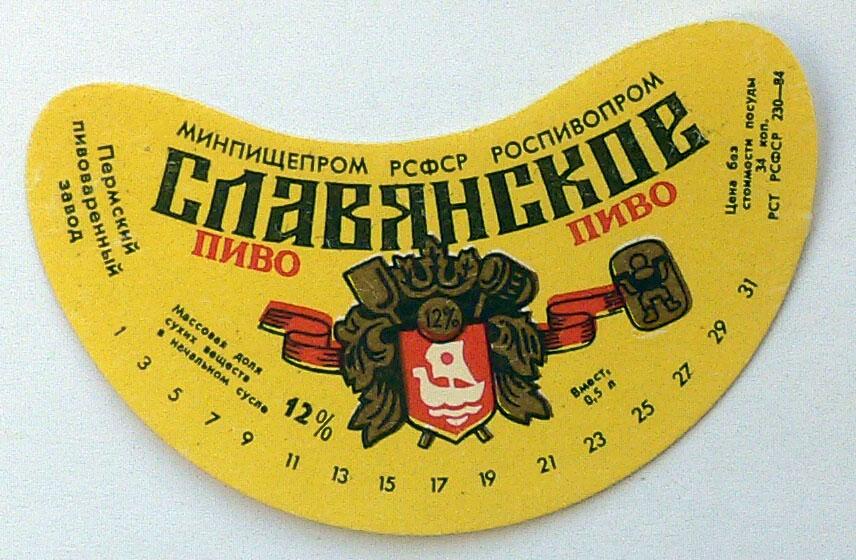 МИНПИЩЕПРОМ РСФСР РОСПИВОПРОМ
СЛАВЯНСКОЕ
ПИВО ПИВО
Пермский
пивоваренный
завод
Цена без
стоимости посуды
34 коп.
РСТ РСФСР 230—84
12%
Массовая доля
сухих веществ
в начальном сусле
12%
Вмест.
0,5 л
1 3 5 7 9 11 13 15 17 19 21 23 25 27 29 31